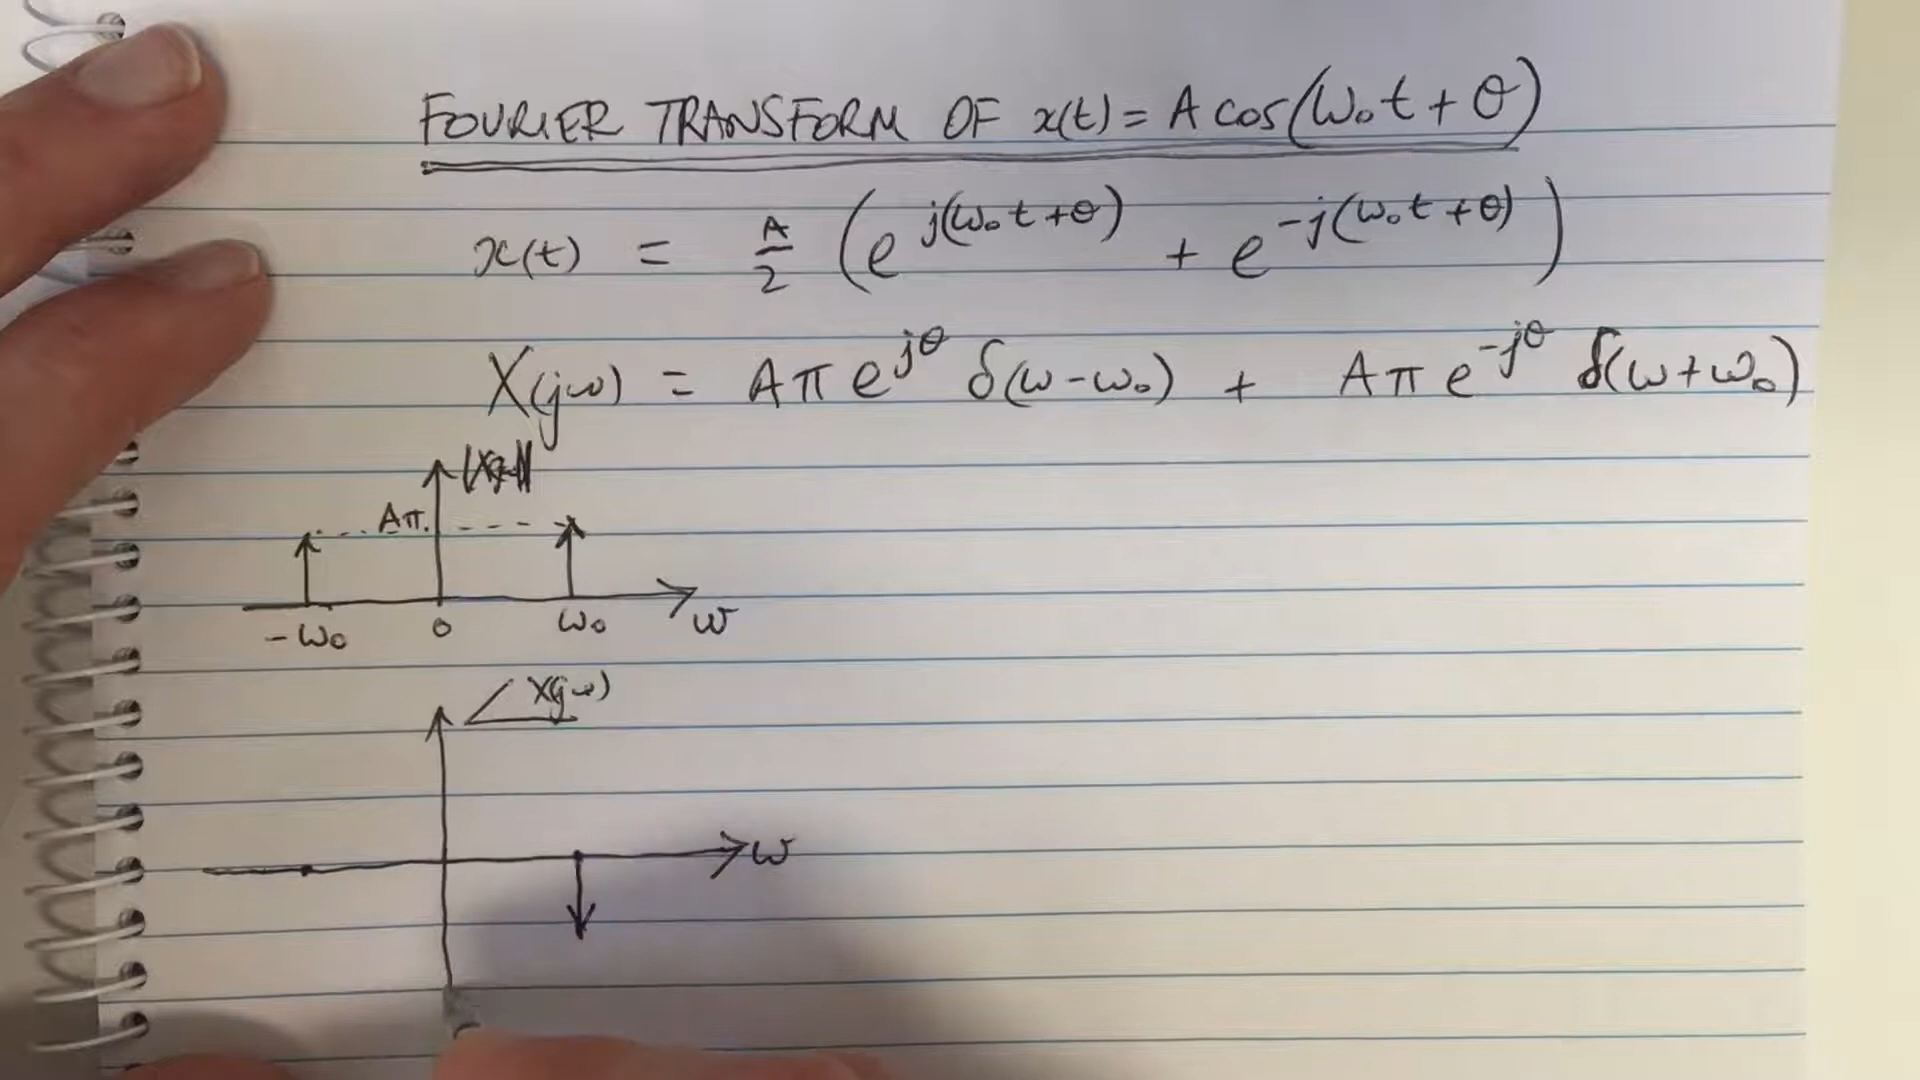 FOURIER TRANSFORM OF x(t) = A cos(ω₀t + θ)
x(t) = A/2 (e^{j(ω₀t+θ)} + e^{-j(ω₀t+θ)})
X(jω) = Aπ e^{jθ} δ(ω-ω₀) + Aπ e^{-jθ} δ(ω+ω₀)
|X(jω)|
Aπ
-ω₀ 0 ω₀ ω
∠X(jω)
ω